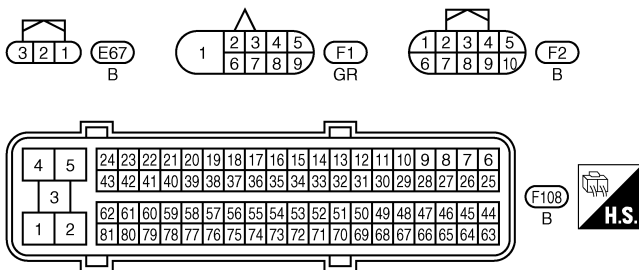 3 2 1 E67
B
1 2 3 4 5 F1
6 7 8 9
GR
1 2 3 4 5 F2
6 7 8 9 10
B
4 5 24 23 22 21 20 19 18 17 16 15 14 13 12 11 10 9 8 7 6
43 42 41 40 39 38 37 36 35 34 33 32 31 30 29 28 27 26 25
3 F108
B
1 2 62 61 60 59 58 57 56 55 54 53 52 51 50 49 48 47 46 45 44
81 80 79 78 77 76 75 74 73 72 71 70 69 68 67 66 65 64 63
H.S.